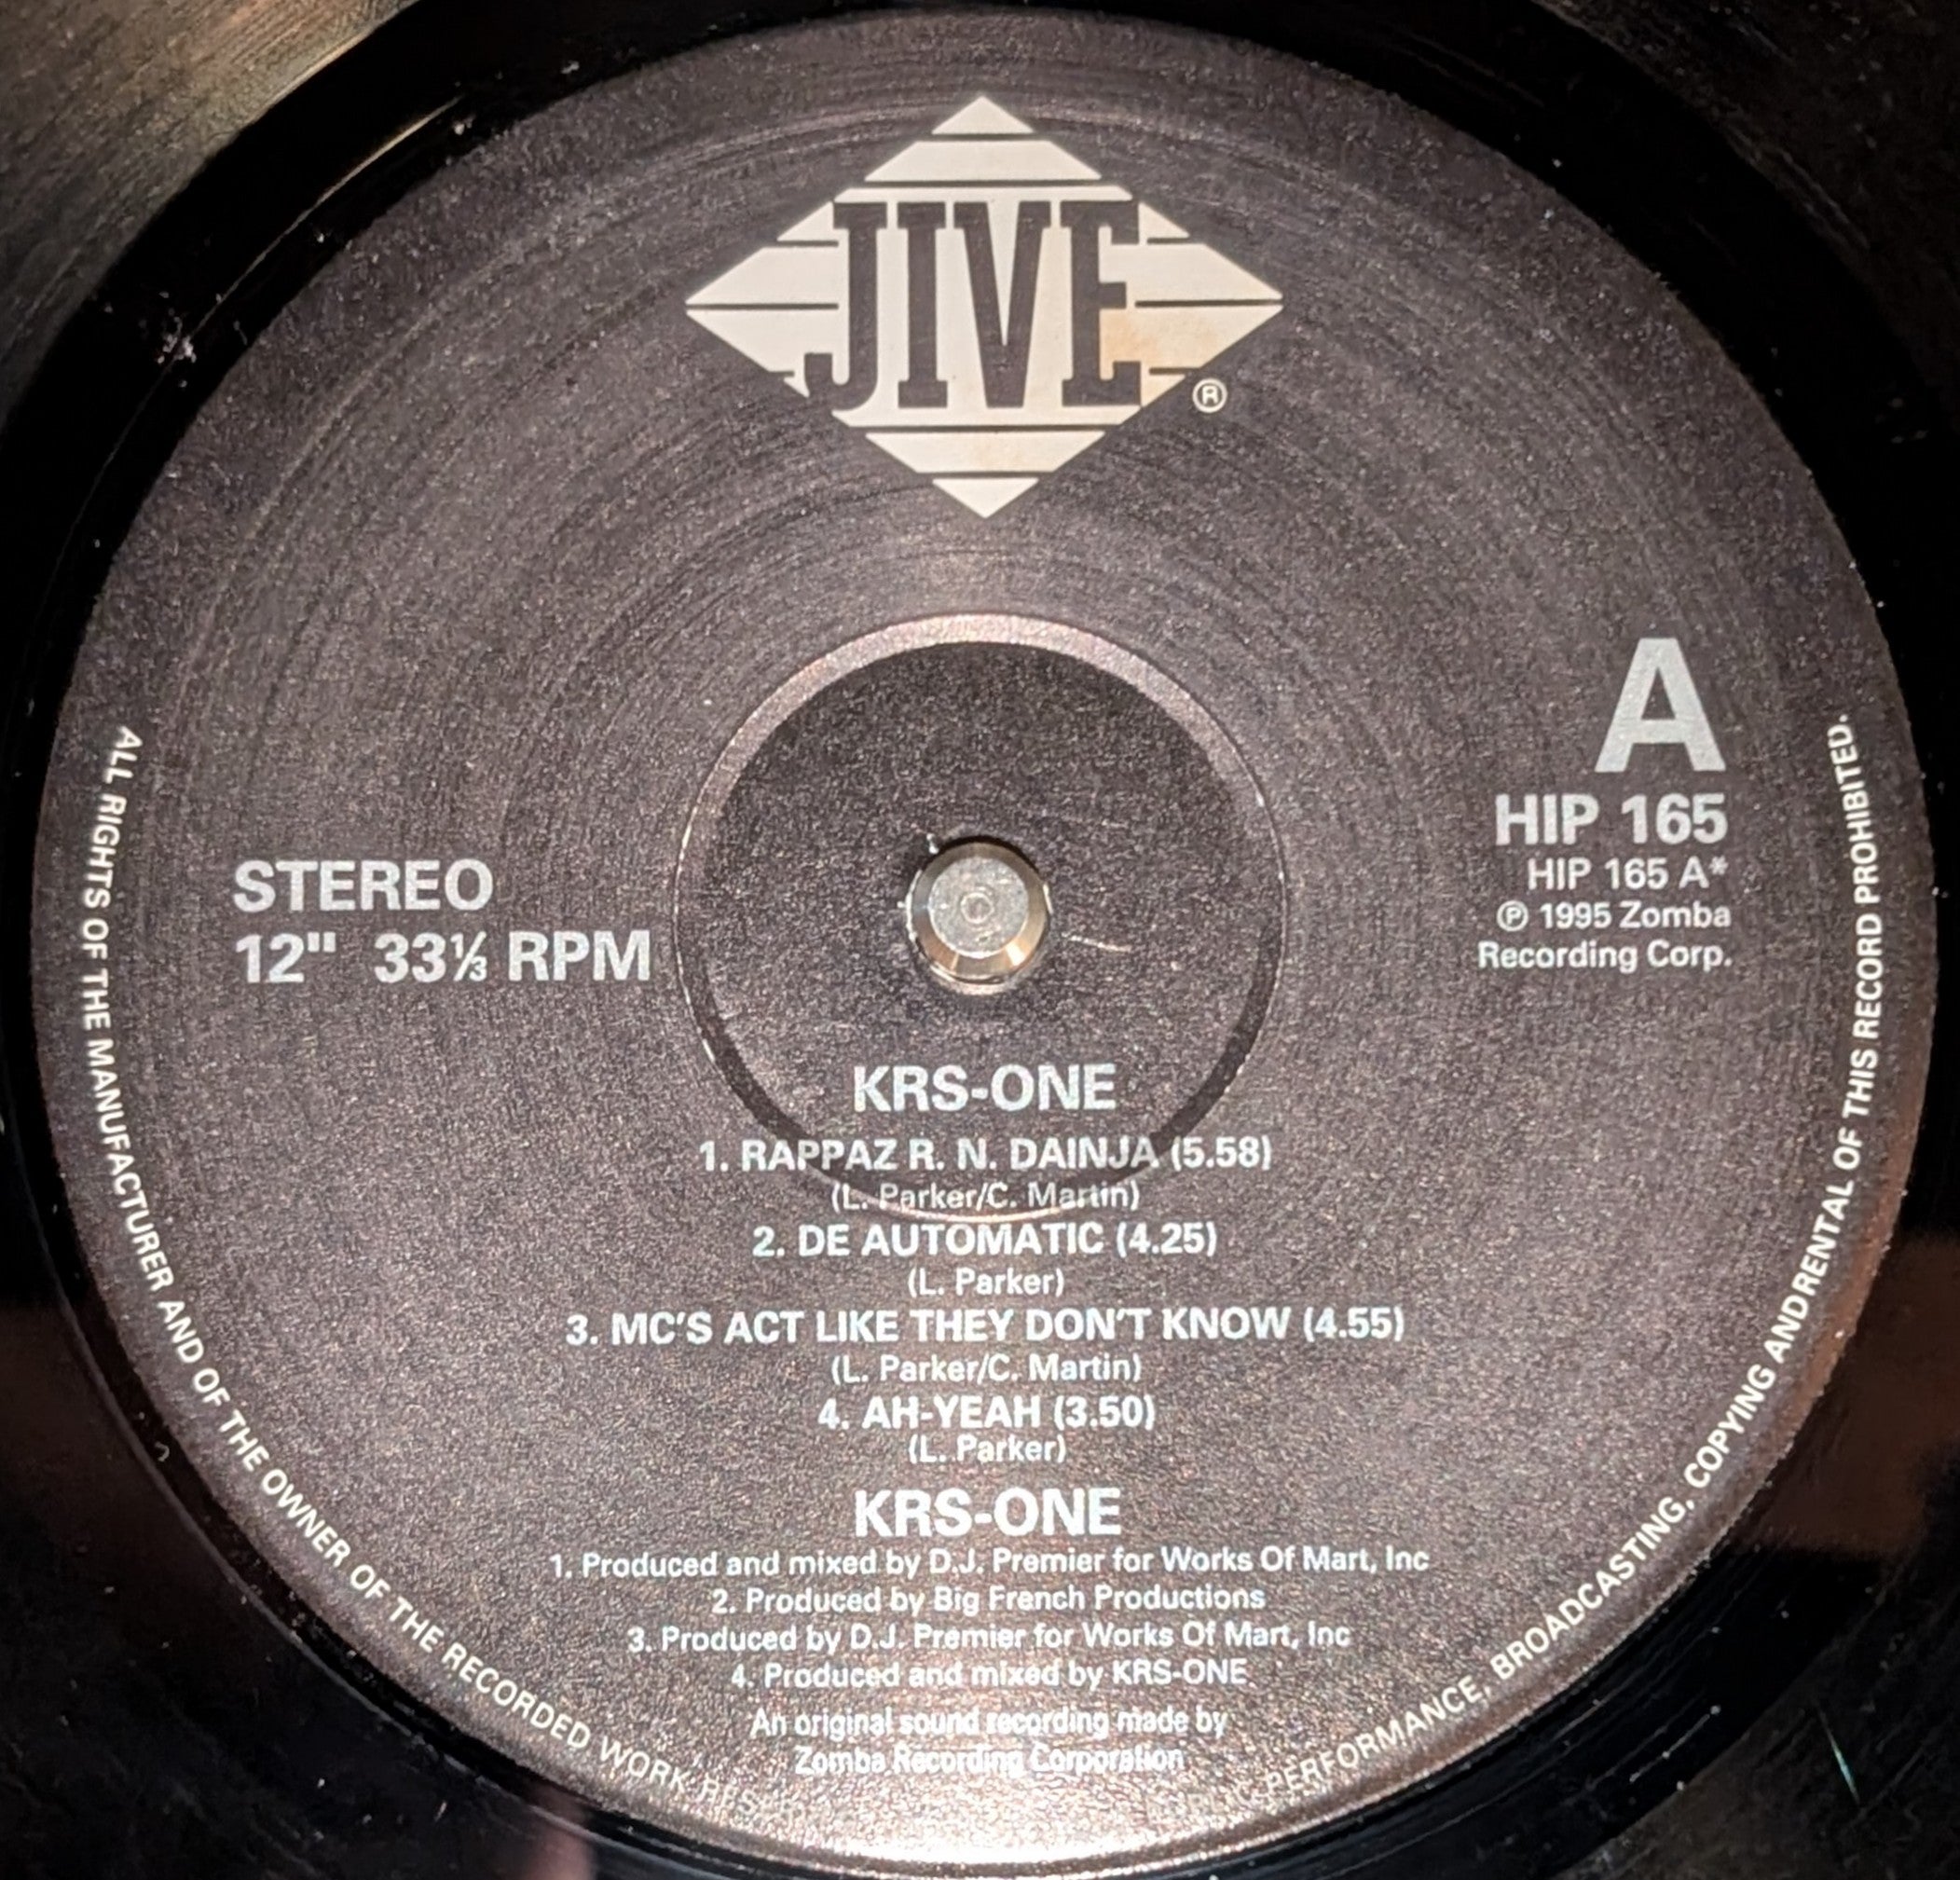 JIVE
®
A
HIP 165
HIP 165 A*
℗ 1995 Zomba
Recording Corp.
STEREO
12" 33⅓ RPM
KRS-ONE
1. RAPPAZ R. N. DAINJA (5.58)
(L. Parker/C. Martin)
2. DE AUTOMATIC (4.25)
(L. Parker)
3. MC'S ACT LIKE THEY DON'T KNOW (4.55)
(L. Parker/C. Martin)
4. AH-YEAH (3.50)
(L. Parker)
KRS-ONE
1. Produced and mixed by D.J. Premier for Works Of Mart, Inc
2. Produced by Big French Productions
3. Produced by D.J. Premier for Works Of Mart, Inc
4. Produced and mixed by KRS-ONE
An original sound recording made by
Zomba Recording Corporation
ALL RIGHTS OF THE MANUFACTURER AND OF THE OWNER OF THE RECORDED WORK PERFORMANCE, BROADCASTING, COPYING AND RENTAL OF THIS RECORD PROHIBITED.